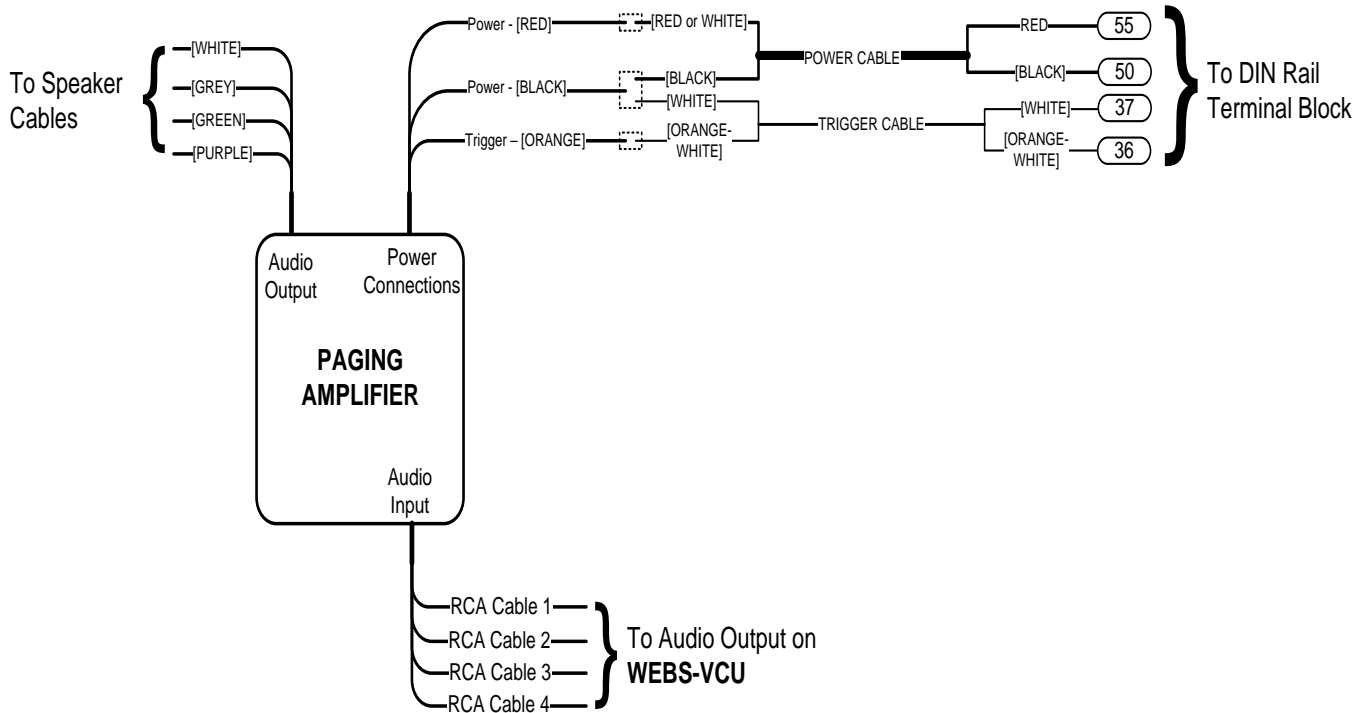 To Speaker
Cables
[WHITE]
[GREY]
[GREEN]
[PURPLE]
Power - [RED]
[RED or WHITE]
Power - [BLACK]
[BLACK]
[WHITE]
Trigger – [ORANGE]
[ORANGE-
WHITE]
POWER CABLE
TRIGGER CABLE
RED
55
[BLACK]
50
[WHITE]
37
[ORANGE-
WHITE]
36
To DIN Rail
Terminal Block
Audio
Output
Power
Connections
PAGING
AMPLIFIER
Audio
Input
RCA Cable 1
RCA Cable 2
RCA Cable 3
RCA Cable 4
To Audio Output on
WEBS-VCU